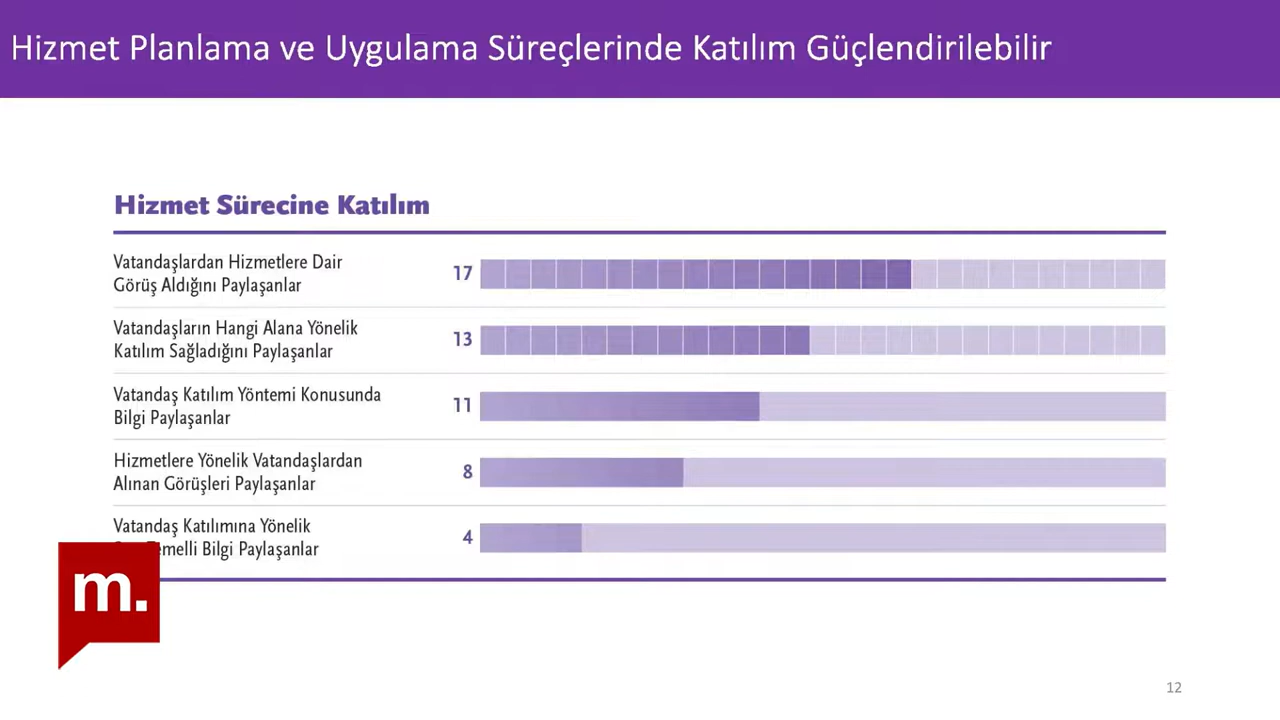 Hizmet Planlama ve Uygulama Süreçlerinde Katılım Güçlendirilebilir
Hizmet Sürecine Katılım
Vatandaşlardan Hizmetlere Dair
Görüş Aldığını Paylaşanlar
17
Vatandaşların Hangi Alana Yönelik
Katılım Sağladığını Paylaşanlar
13
Vatandaş Katılım Yöntemi Konusunda
Bilgi Paylaşanlar
11
Hizmetlere Yönelik Vatandaşlardan
Alınan Görüşleri Paylaşanlar
8
Vatandaş Katılımına Yönelik
Bilgi Paylaşanlar
4
m.
12